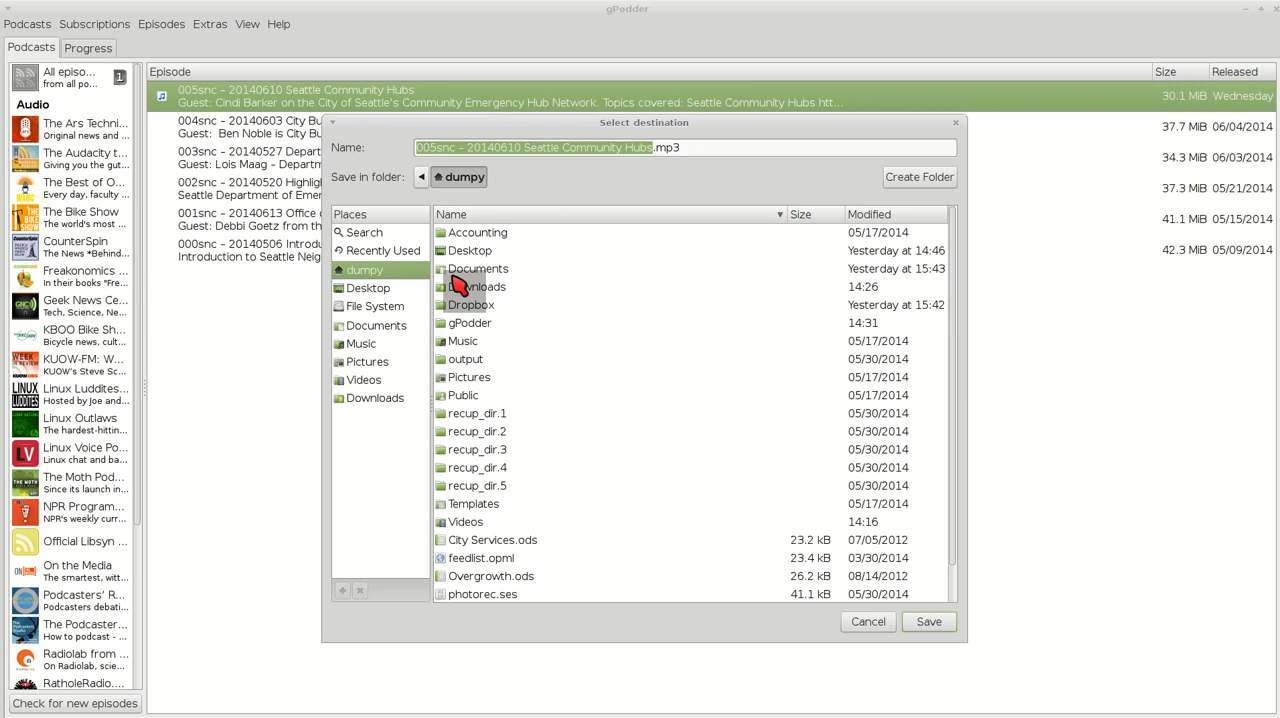 gPodder
Podcasts Subscriptions Episodes Extras View Help
Podcasts Progress
All episo...
from all po...
1
Audio
The Ars Techni...
Original news and ...
The Audacity t...
Giving you the gut...
The Best of O...
Every day, faculty ...
The Bike Show
The world's most ...
CounterSpin
The News *Behind...
Freakonomics ...
In their books "Fre...
Geek News Ce...
Tech, Science, Ne...
KBOO Bike Sh...
Bicycle news, cult...
KUOW-FM: W...
KUOW's Steve Sc...
Linux Luddites...
Hosted by Joe and...
Linux Outlaws
The hardest-hittin...
Linux Voice Po...
Linux chat and ba...
The Moth Pod...
Since its launch in...
NPR Program...
NPR's weekly curr...
Official Libsyn ...
On the Media
The smartest, witt...
Podcasters' R...
Podcasters debati...
The Podcaster...
How to podcast - ...
Radiolab from ...
On Radiolab, scie...
RatholeRadio....
Check for new episodes
Episode Size Released
005snc – 20140610 Seattle Community Hubs
Guest: Cindi Barker on the City of Seattle's Community Emergency Hub Network. Topics covered: Seattle Community Hubs htt...
30.1 MiB Wednesday
004snc – 20140603 City Bu
Guest: Ben Noble is City Bu
37.7 MiB 06/04/2014
003snc – 20140527 Depart
Guest: Lois Maag – Departm
34.3 MiB 06/03/2014
002snc – 20140520 Highligh
Seattle Department of Emer
37.3 MiB 05/21/2014
001snc – 20140613 Office o
Guest: Debbi Goetz from th
41.1 MiB 05/15/2014
000snc – 20140506 Introdu
Introduction to Seattle Neig
42.3 MiB 05/09/2014
Select destination
Name: 005snc – 20140610 Seattle Community Hubs.mp3
Save in folder: dumpy Create Folder
Places
Search
Recently Used
dumpy
Desktop
File System
Documents
Music
Pictures
Videos
Downloads
Name Size Modified
Accounting 05/17/2014
Desktop Yesterday at 14:46
Documents Yesterday at 15:43
Downloads 14:26
Dropbox Yesterday at 15:42
gPodder 14:31
Music 05/17/2014
output 05/30/2014
Pictures 05/17/2014
Public 05/17/2014
recup_dir.1 05/30/2014
recup_dir.2 05/30/2014
recup_dir.3 05/30/2014
recup_dir.4 05/30/2014
recup_dir.5 05/30/2014
Templates 05/17/2014
Videos 14:16
City Services.ods 23.2 kB 07/05/2012
feedlist.opml 23.4 kB 03/30/2014
Overgrowth.ods 26.2 kB 08/14/2012
photorec.ses 41.1 kB 05/30/2014
Cancel Save